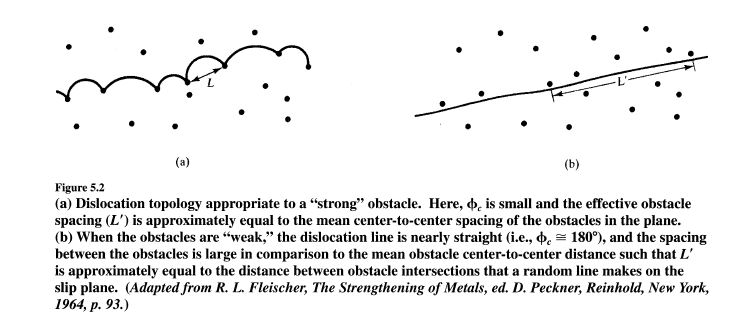 L
L'
(a)
(b)
Figure 5.2
(a) Dislocation topology appropriate to a “strong” obstacle. Here, ϕc is small and the effective obstacle
spacing (L′) is approximately equal to the mean center-to-center spacing of the obstacles in the plane.
(b) When the obstacles are “weak,” the dislocation line is nearly straight (i.e., ϕc ≅ 180°), and the spacing
between the obstacles is large in comparison to the mean obstacle center-to-center distance such that L′
is approximately equal to the distance between obstacle intersections that a random line makes on the
slip plane. (Adapted from R. L. Fleischer, The Strengthening of Metals, ed. D. Peckner, Reinhold, New York,
1964, p. 93.)